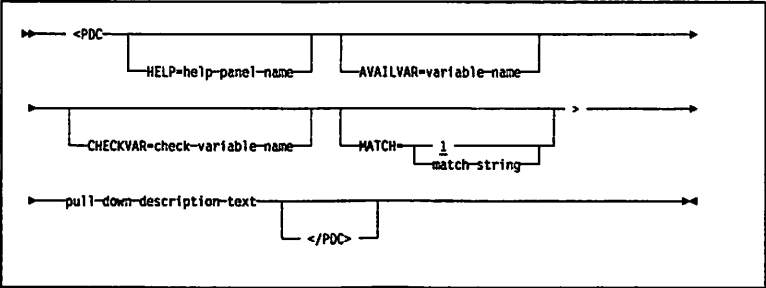 <PDC
HELP=help-panel-name
AVAILVAR=variable-name
CHECKVAR=check-variable-name
MATCH=
1
match-string
>
pull-down-description-text
</PDC>